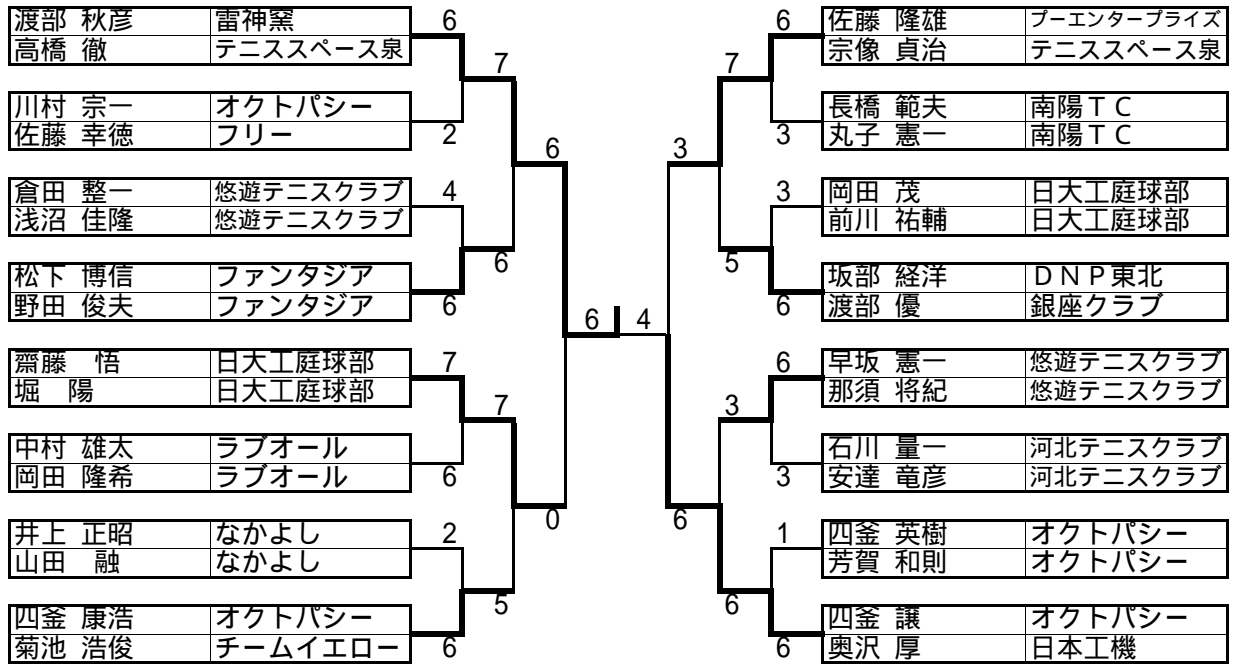 渡部 秋彦 雷神窯 6
高橋 徹 テニススペース泉
7
川村 宗一 オクトパシー
佐藤 幸徳 フリー 2
6
倉田 整一 悠遊テニスクラブ 4
浅沼 佳隆 悠遊テニスクラブ
6
松下 博信 ファンタジア
野田 俊夫 ファンタジア 6
6 4
齋藤 悟 日大工庭球部 7
堀 陽 日大工庭球部
7
中村 雄太 ラブオール
岡田 隆希 ラブオール 6
0
井上 正昭 なかよし 2
山田 融 なかよし
5
四釜 康浩 オクトパシー
菊池 浩俊 チームイエロー 6
6 佐藤 隆雄 プーエンタープライズ
宗像 貞治 テニススペース泉
7
長橋 範夫 南陽ＴＣ
3 丸子 憲一 南陽ＴＣ
3
3 岡田 茂 日大工庭球部
前川 祐輔 日大工庭球部
5
坂部 経洋 ＤＮＰ東北
6 渡部 優 銀座クラブ
6 早坂 憲一 悠遊テニスクラブ
那須 将紀 悠遊テニスクラブ
3
石川 量一 河北テニスクラブ
3 安達 竜彦 河北テニスクラブ
6
1 四釜 英樹 オクトパシー
芳賀 和則 オクトパシー
6
四釜 譲 オクトパシー
6 奥沢 厚 日本工機